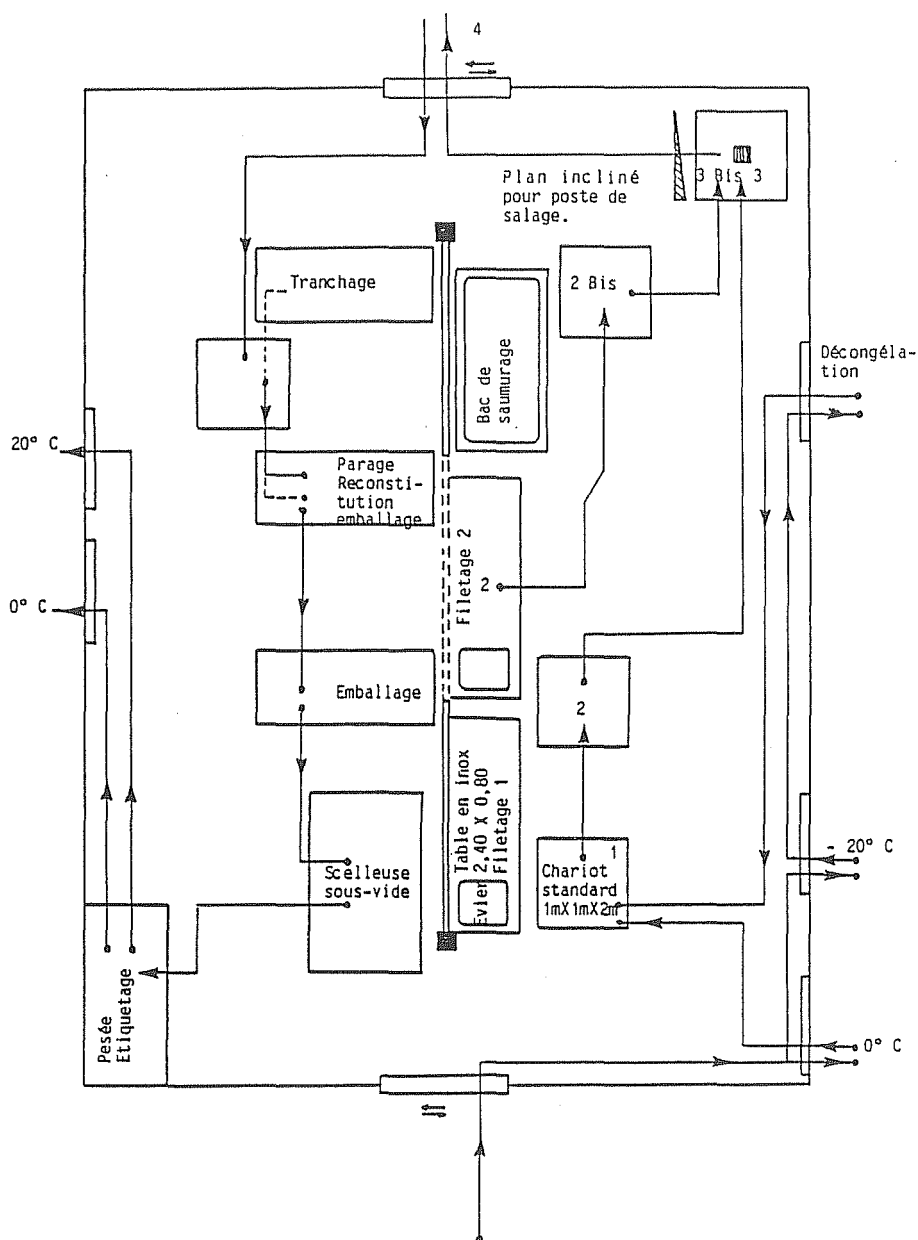 4
3 Bis 3
Plan incliné
pour poste de
salage.
Tranchage
2 Bis
Bac de
saumurage
Décongéla-
tion
20° C
Parage
Reconsti-
tution
emballage
Filetage 2
2
0° C
Emballage
2
Table en inox
2,40 X 0,80
Filetage 1
Evier
1
Chariot
standard
1mX1mX2m
- 20° C
Scelleuse
sous-vide
Pesée
Etiquetage
0° C